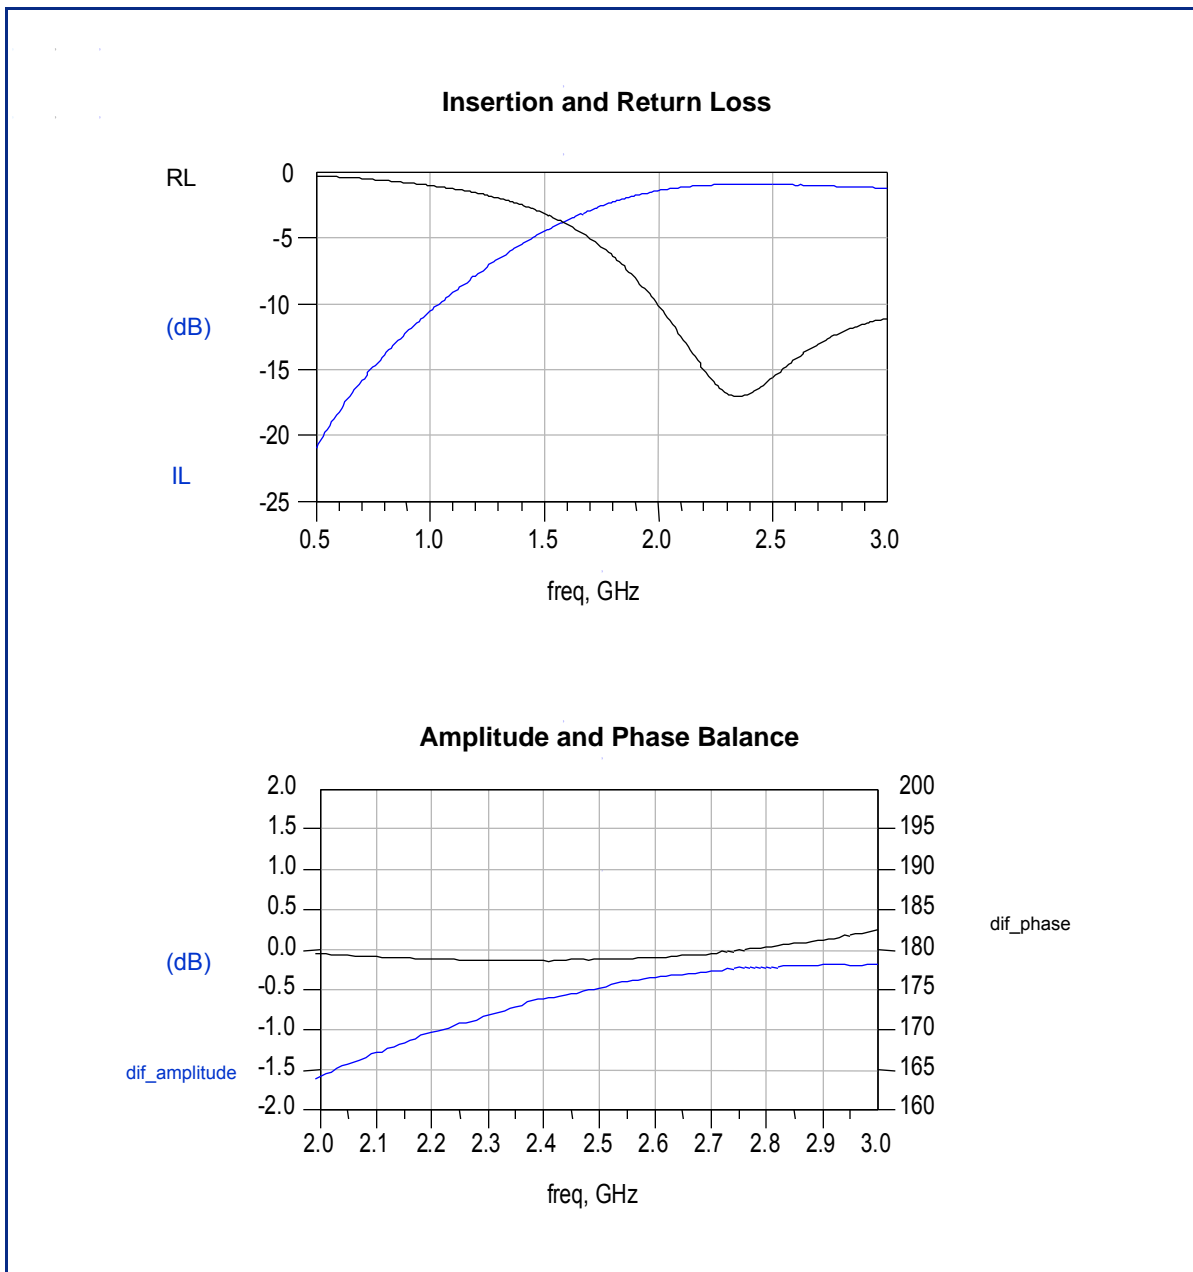 Insertion and Return Loss
RL
(dB)
IL
0
-5
-10
-15
-20
-25
0.5 1.0 1.5 2.0 2.5 3.0
freq, GHz
Amplitude and Phase Balance
(dB)
dif_amplitude
2.0
1.5
1.0
0.5
0.0
-0.5
-1.0
-1.5
-2.0
200
195
190
185
180
175
170
165
160
dif_phase
2.0 2.1 2.2 2.3 2.4 2.5 2.6 2.7 2.8 2.9 3.0
freq, GHz